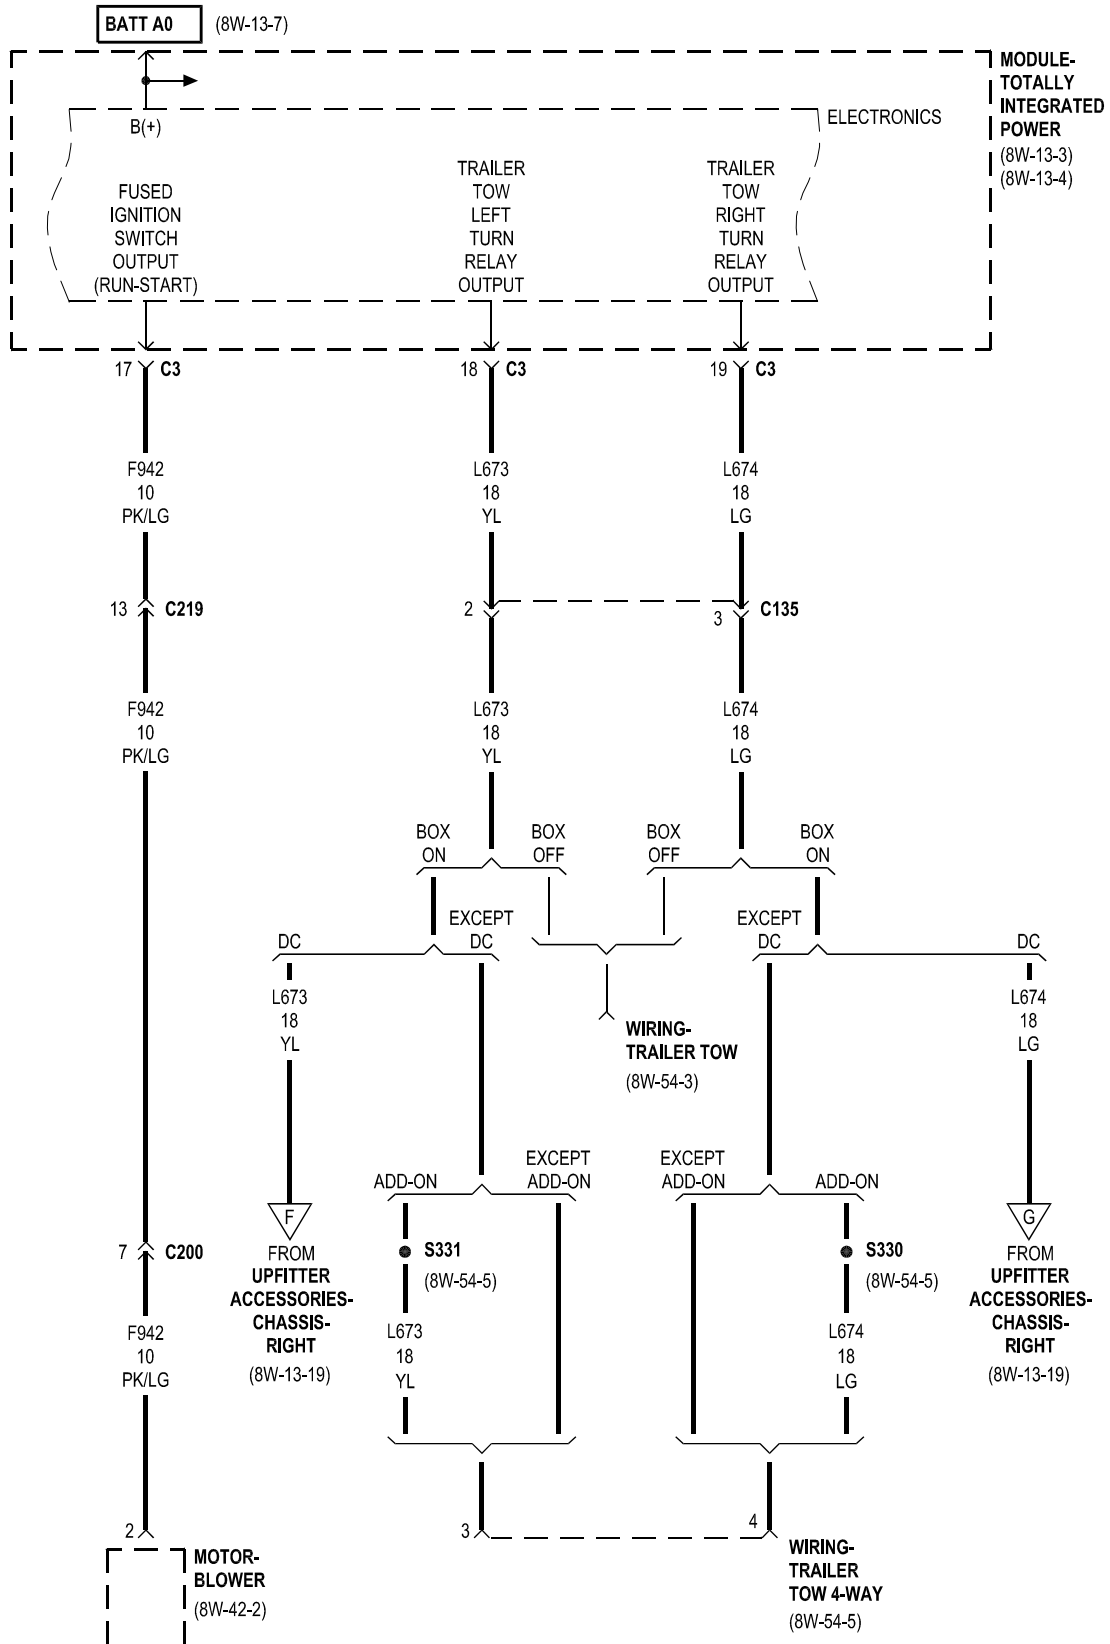 BATT A0 (8W-13-7)
MODULE-
TOTALLY
INTEGRATED
POWER
(8W-13-3)
(8W-13-4)
B(+)
ELECTRONICS
FUSED
IGNITION
SWITCH
OUTPUT
(RUN-START)
TRAILER
TOW
LEFT
TURN
RELAY
OUTPUT
TRAILER
TOW
RIGHT
TURN
RELAY
OUTPUT
17 C3
18 C3
19 C3
F942
10
PK/LG
L673
18
YL
L674
18
LG
13 C219
2
3 C135
F942
10
PK/LG
L673
18
YL
L674
18
LG
BOX
ON
BOX
OFF
BOX
OFF
BOX
ON
DC
EXCEPT
DC
EXCEPT
DC
DC
L673
18
YL
WIRING-
TRAILER TOW
(8W-54-3)
L674
18
LG
ADD-ON
EXCEPT
ADD-ON
EXCEPT
ADD-ON
ADD-ON
F
FROM
UPFITTER
ACCESSORIES-
CHASSIS-
RIGHT
(8W-13-19)
7 C200
S331
(8W-54-5)
S330
(8W-54-5)
G
FROM
UPFITTER
ACCESSORIES-
CHASSIS-
RIGHT
(8W-13-19)
F942
10
PK/LG
L673
18
YL
L674
18
LG
2
3
4
MOTOR-
BLOWER
(8W-42-2)
WIRING-
TRAILER
TOW 4-WAY
(8W-54-5)